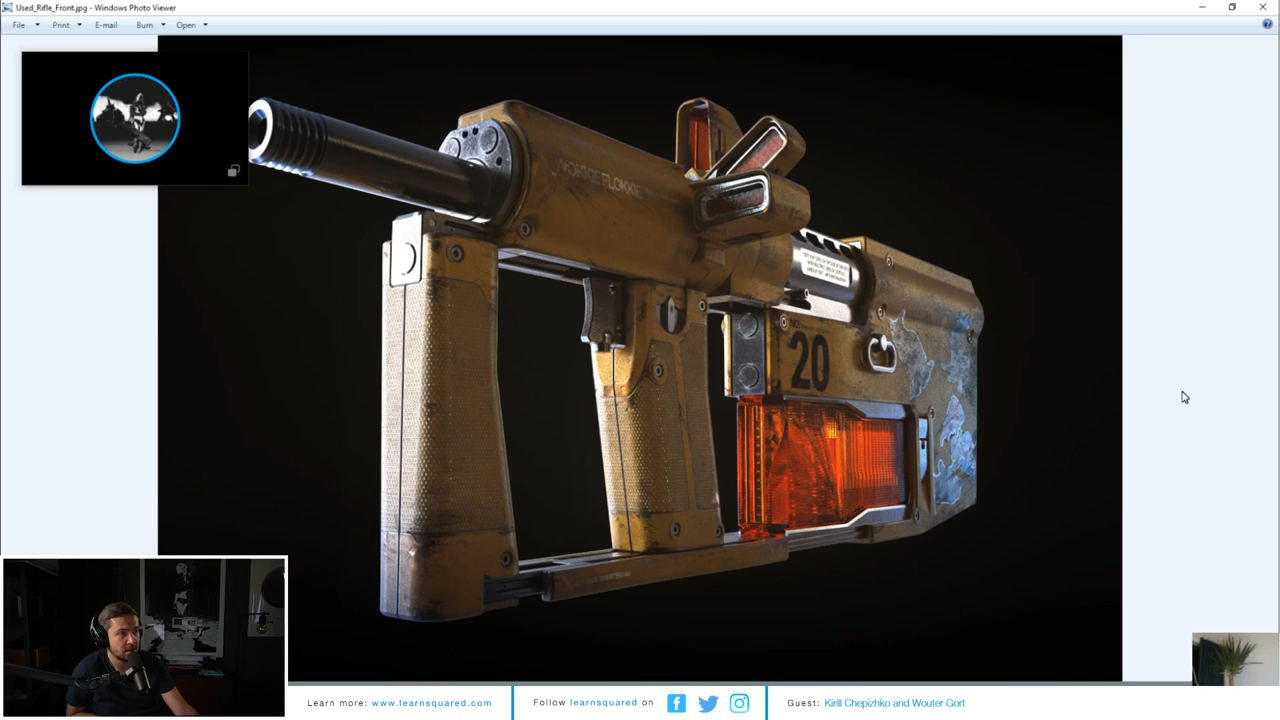 Used_Rifle_Front.jpg - Windows Photo Viewer
File Print E-mail Burn Open
20
Learn more: www.learnsquared.com
Follow learnsquared on
Guest: Kirill Chepizhko and Wouter Gort